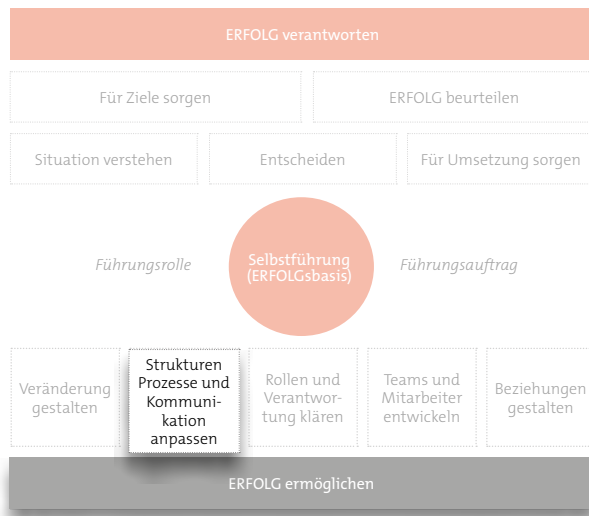 ERFOLG verantworten
Für Ziele sorgen
ERFOLG beurteilen
Situation verstehen
Entscheiden
Für Umsetzung sorgen
Führungsrolle
Selbstführung
(ERFOLGsbasis)
Führungsauftrag
Veränderung
gestalten
Strukturen
Prozesse und
Kommuni-
kation
anpassen
Rollen und
Verantwor-
tung klären
Teams und
Mitarbeiter
entwickeln
Beziehungen
gestalten
ERFOLG ermöglichen